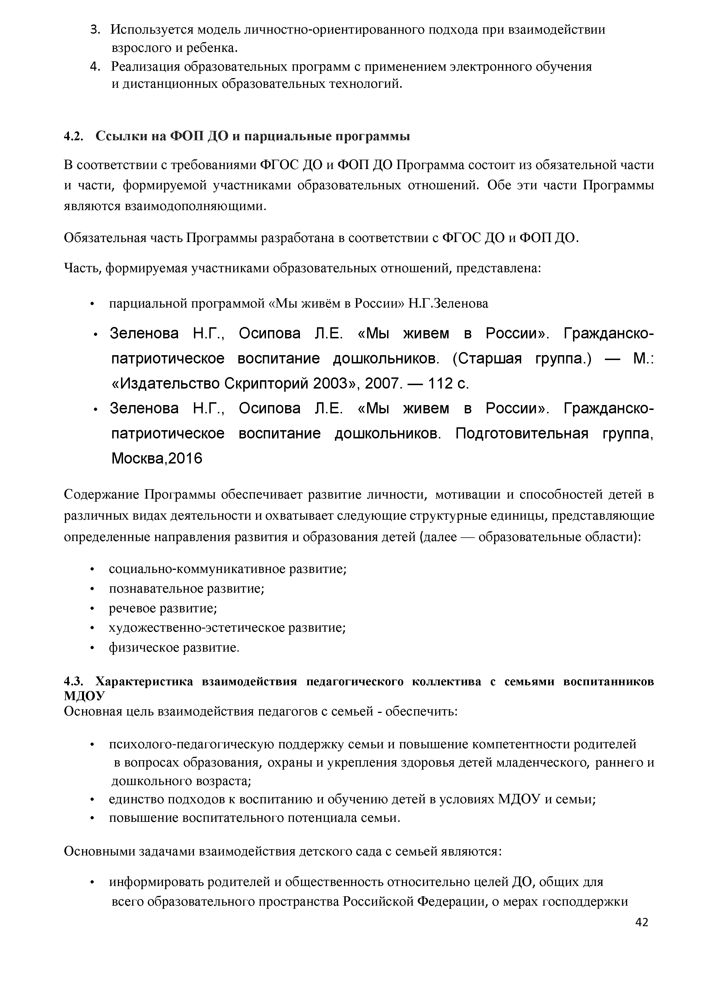 3. Используется модель личностно-ориентированного подхода при взаимодействии
взрослого и ребенка.
4. Реализация образовательных программ с применением электронного обучения
и дистанционных образовательных технологий.
4.2. Ссылки на ФОП ДО и парциальные программы
В соответствии с требованиями ФГОС ДО и ФОП ДО Программа состоит из обязательной части
и части, формируемой участниками образовательных отношений. Обе эти части Программы
являются взаимодополняющими.
Обязательная часть Программы разработана в соответствии с ФГОС ДО и ФОП ДО.
Часть, формируемая участниками образовательных отношений, представлена:
• парциальной программой «Мы живём в России» Н.Г.Зеленова
• Зеленова Н.Г., Осипова Л.Е. «Мы живем в России». Гражданско-
патриотическое воспитание дошкольников. (Старшая группа.) — М.:
«Издательство Скрипторий 2003», 2007. — 112 с.
• Зеленова Н.Г., Осипова Л.Е. «Мы живем в России». Гражданско-
патриотическое воспитание дошкольников. Подготовительная группа,
Москва,2016
Содержание Программы обеспечивает развитие личности, мотивации и способностей детей в
различных видах деятельности и охватывает следующие структурные единицы, представляющие
определенные направления развития и образования детей (далее — образовательные области):
• социально-коммуникативное развитие;
• познавательное развитие;
• речевое развитие;
• художественно-эстетическое развитие;
• физическое развитие.
4.3. Характеристика взаимодействия педагогического коллектива с семьями воспитанников
МДОУ
Основная цель взаимодействия педагогов с семьей - обеспечить:
• психолого-педагогическую поддержку семьи и повышение компетентности родителей
в вопросах образования, охраны и укрепления здоровья детей младенческого, раннего и
дошкольного возраста;
• единство подходов к воспитанию и обучению детей в условиях МДОУ и семьи;
• повышение воспитательного потенциала семьи.
Основными задачами взаимодействия детского сада с семьей являются:
• информировать родителей и общественность относительно целей ДО, общих для
всего образовательного пространства Российской Федерации, о мерах господдержки
42